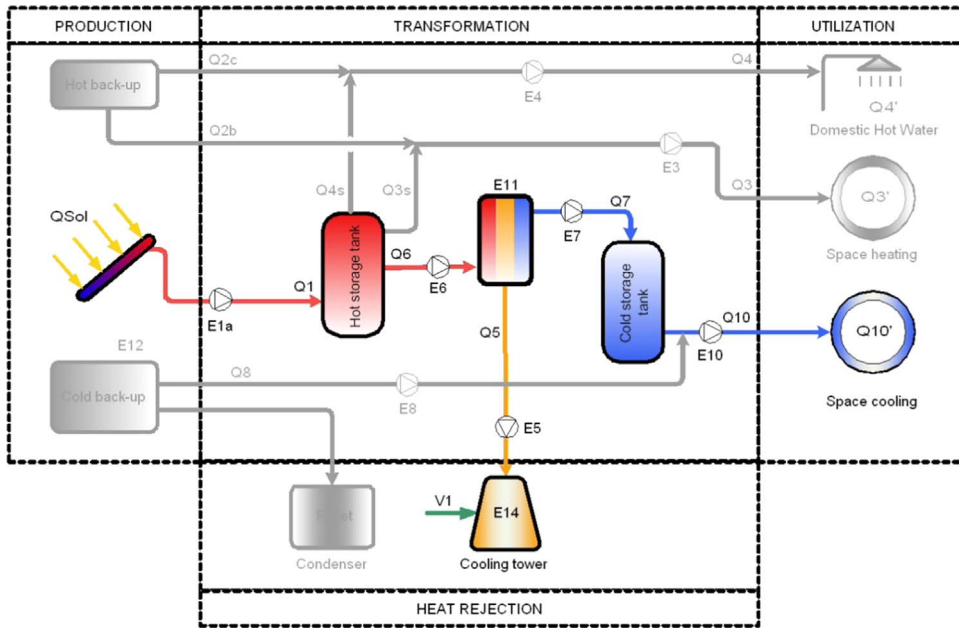 PRODUCTION
TRANSFORMATION
UTILIZATION
Hot back-up
Q2c
E4
Q4
Q4'
Domestic Hot Water
Q2b
E3
Q3
Q3'
Space heating
Q4s
Q3s
QSol
E1a
Q1
Hot storage tank
Q6
E6
E11
E7
Q7
Cold storage
tank
Q5
Q10
E10
Q10'
Space cooling
E12
Cold back-up
Q8
E8
E5
V1
E14
Condenser
Cooling tower
HEAT REJECTION